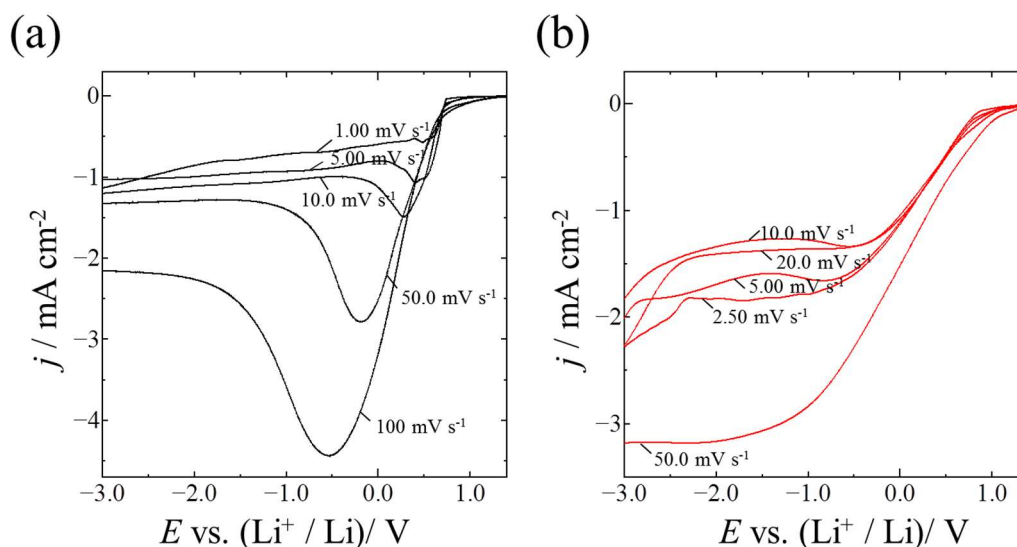 (a)
0
−1
−2
−3
−4
1.00 mV s⁻¹
5.00 mV s⁻¹
10.0 mV s⁻¹
50.0 mV s⁻¹
100 mV s⁻¹
-3.0 −2.0 −1.0 0.0 1.0
j / mA cm⁻²
E vs. (Li⁺ / Li)/ V
(b)
0
−1
−2
−3
10.0 mV s⁻¹
20.0 mV s⁻¹
5.00 mV s⁻¹
2.50 mV s⁻¹
50.0 mV s⁻¹
−3.0 −2.0 −1.0 0.0 1.0
j / mA cm⁻²
E vs. (Li⁺ / Li)/ V